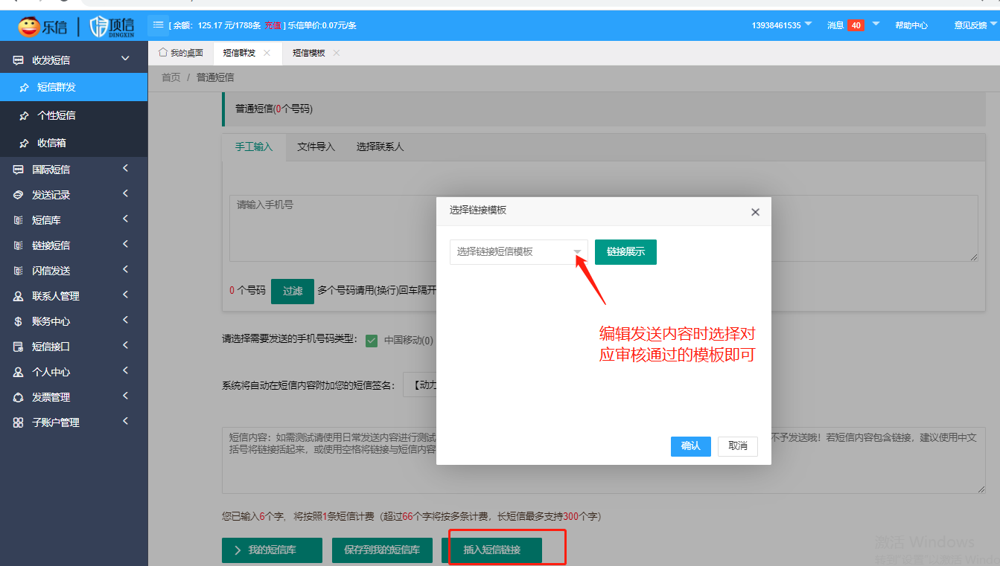 乐信 顶信 DINGXIN
[ 余额：125.17 元/1788条 充值 ] 乐信单价:0.07元/条
13938461535 消息 40 帮助中心 意见反馈
收发短信
短信群发
个性短信
收信箱
国际短信
发送记录
短信库
链接短信
闪信发送
联系人管理
账务中心
短信接口
个人中心
发票管理
子账户管理
我的桌面 短信群发 短信模板
首页 / 普通短信
普通短信(0个号码)
手工输入 文件导入 选择联系人
请输入手机号
0 个号码 过滤 多个号码请用(换行)回车隔开
请选择需要发送的手机号码类型： 中国移动(0)
系统将自动在短信内容附加您的短信签名： 【动力
短信内容：如需测试请使用日常发送内容进行测试 不予发送哦！若短信内容包含链接，建议使用中文
括号将链接括起来，或使用空格将链接与短信内容
您已输入6个字，将按照1条短信计费（超过66个字将按多条计费，长短信最多支持300个字）
我的短信库 保存到我的短信库 插入短信链接
选择链接模板
选择链接短信模板 链接展示
编辑发送内容时选择对
应审核通过的模板即可
确认 取消
激活 Windows
转到"设置"以激活 Windo